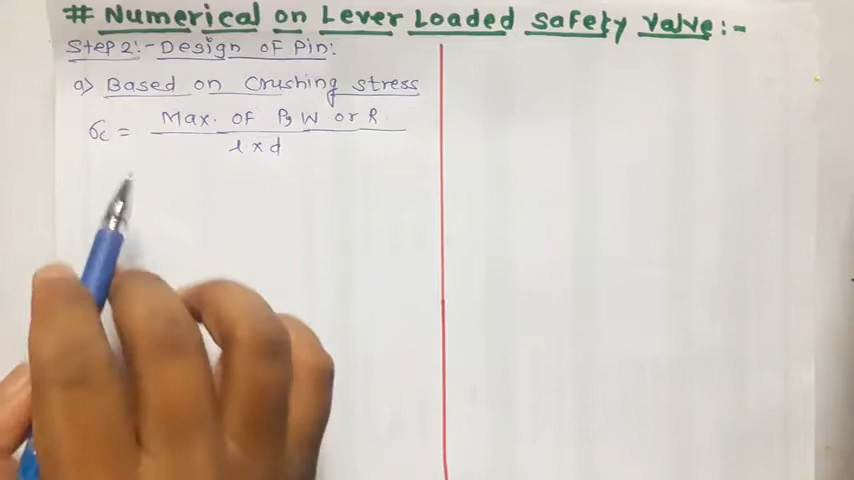 # Numerical on Lever Loaded safety valve:-
Step 2:- Design of Pin:
a) Based on Crushing stress
σc = Max. of P, W or R
l x d